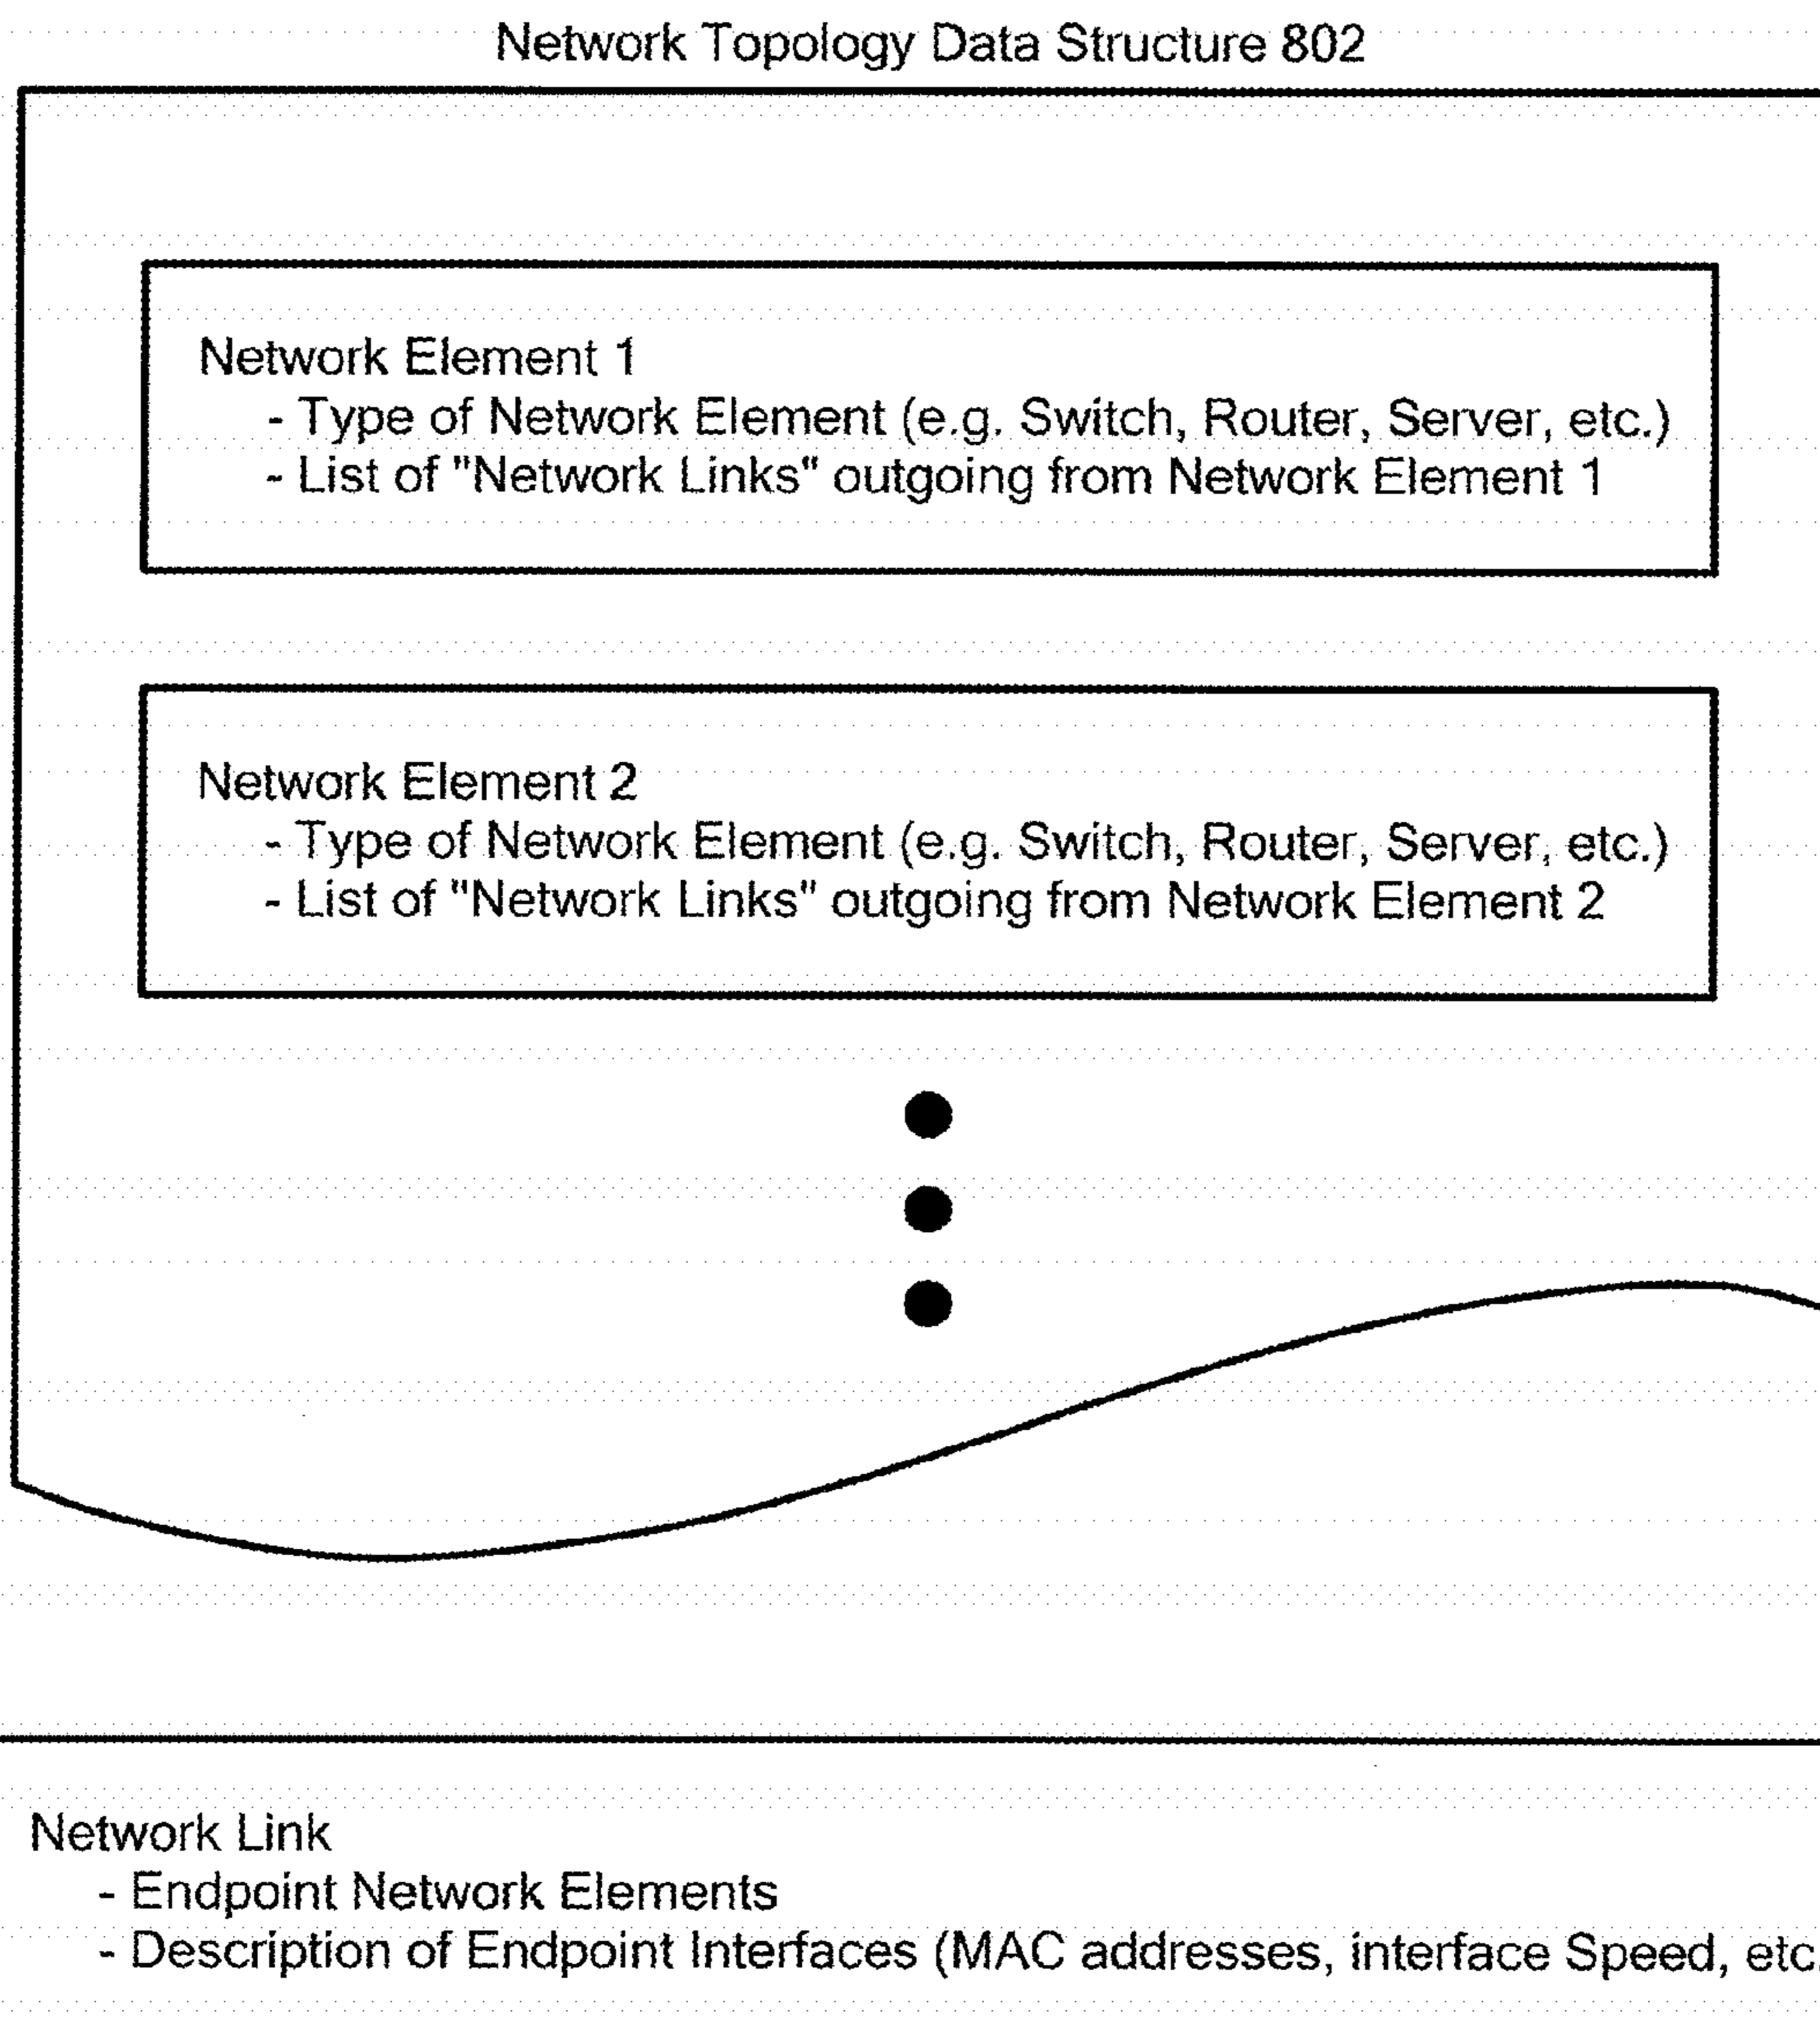 Network Topology Data Structure 802
Network Element 1
- Type of Network Element (e.g. Switch, Router, Server, etc.)
- List of "Network Links" outgoing from Network Element 1
Network Element 2
- Type of Network Element (e.g. Switch, Router, Server, etc.)
- List of "Network Links" outgoing from Network Element 2
Network Link
- Endpoint Network Elements
- Description of Endpoint Interfaces (MAC addresses, interface Speed, etc.